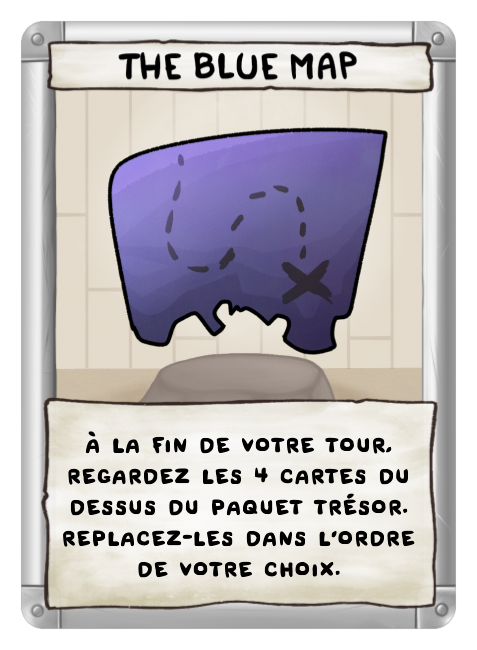 THE BLUE MAP
À LA FIN DE VOTRE TOUR,
REGARDEZ LES 4 CARTES DU
DESSUS DU PAQUET TRÉSOR.
REPLACEZ-LES DANS L'ORDRE
DE VOTRE CHOIX.